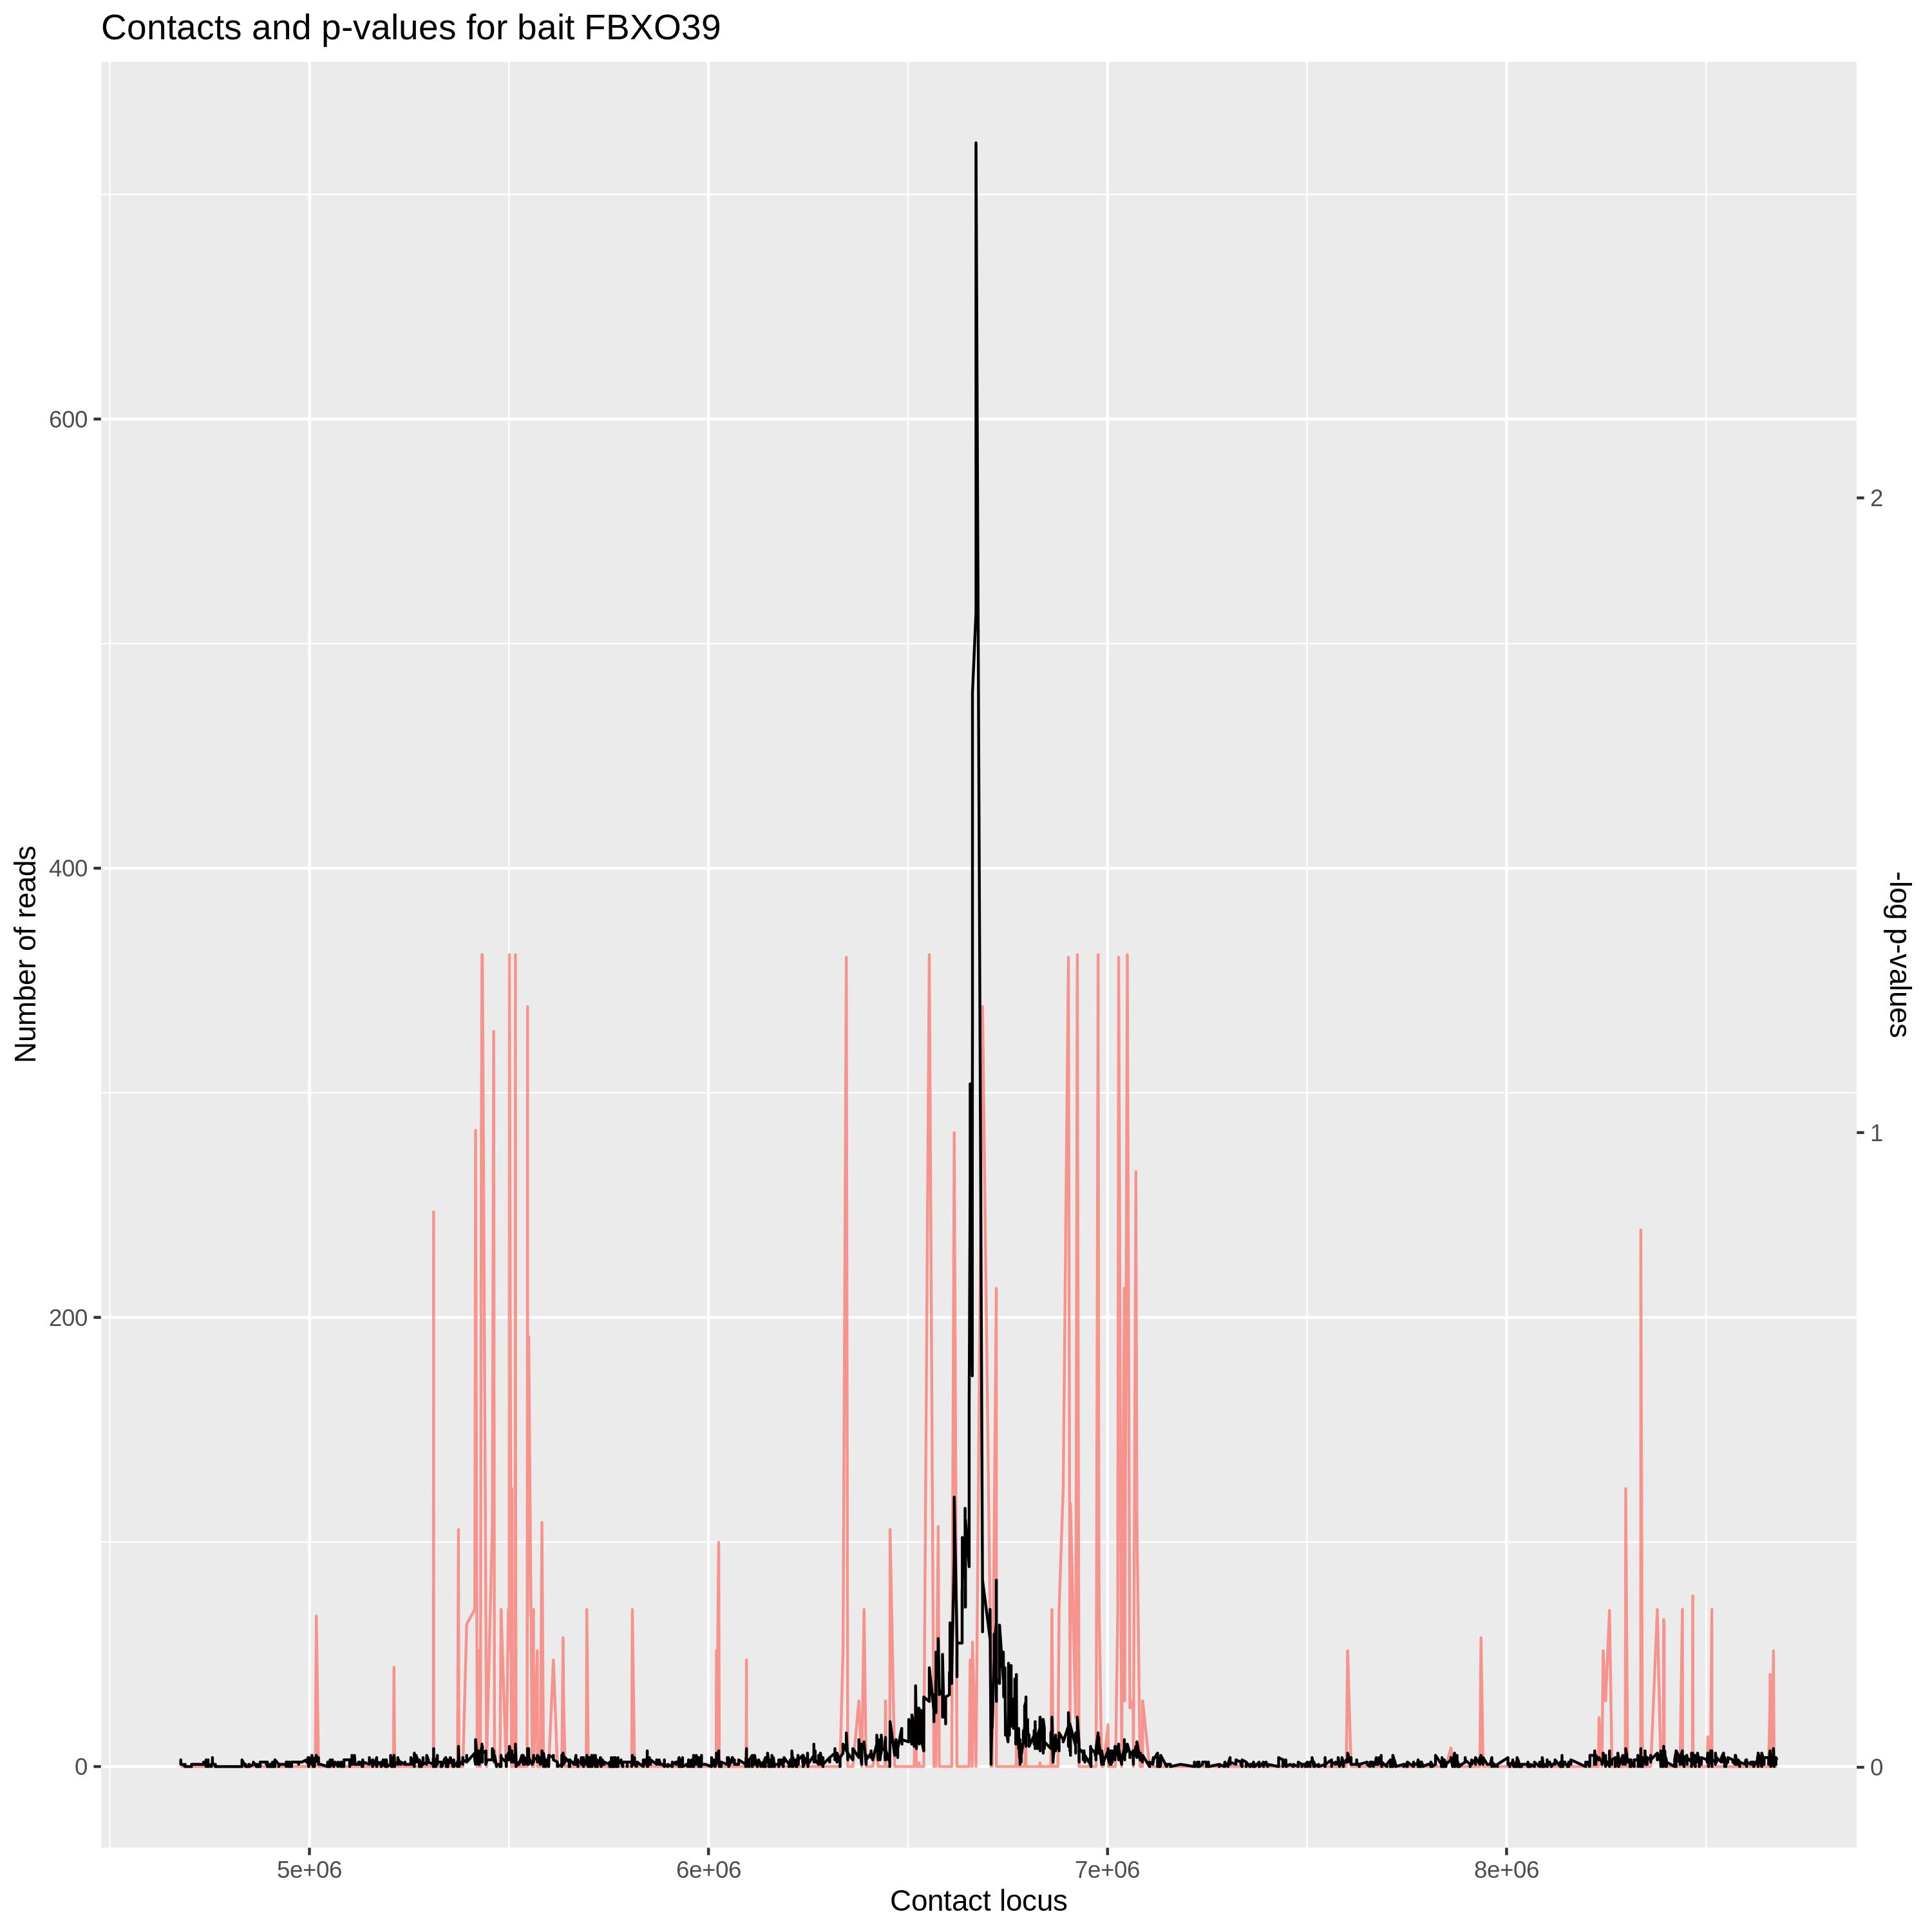 Contacts and p-values for bait FBXO39
Number of reads
600
400
200
0
2
1
0
-log p-values
5e+06
6e+06
7e+06
8e+06
Contact locus